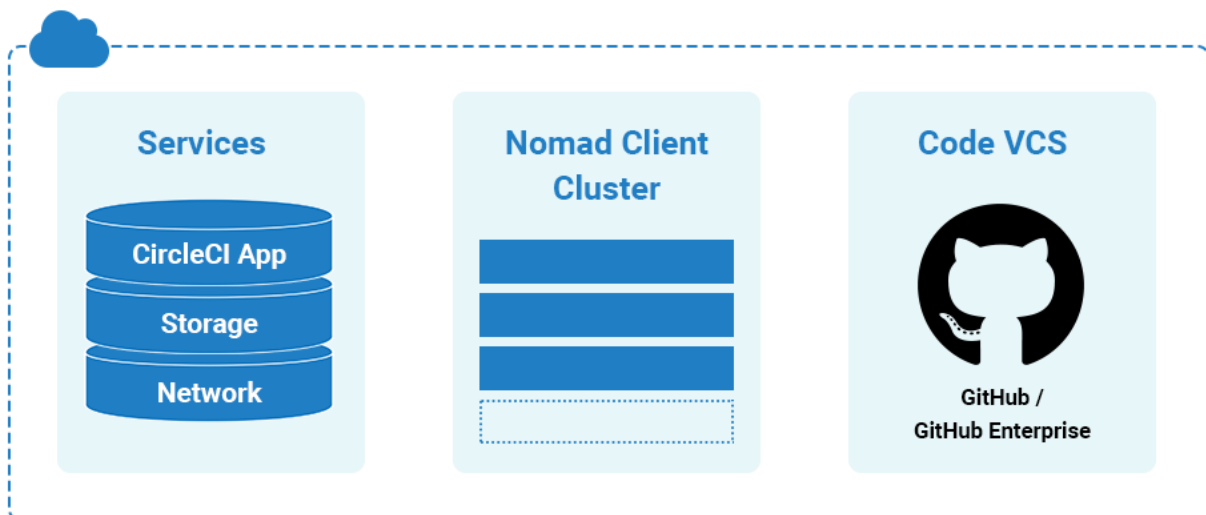 Services
CircleCI App
Storage
Network
Nomad Client
Cluster
Code VCS
GitHub /
GitHub Enterprise